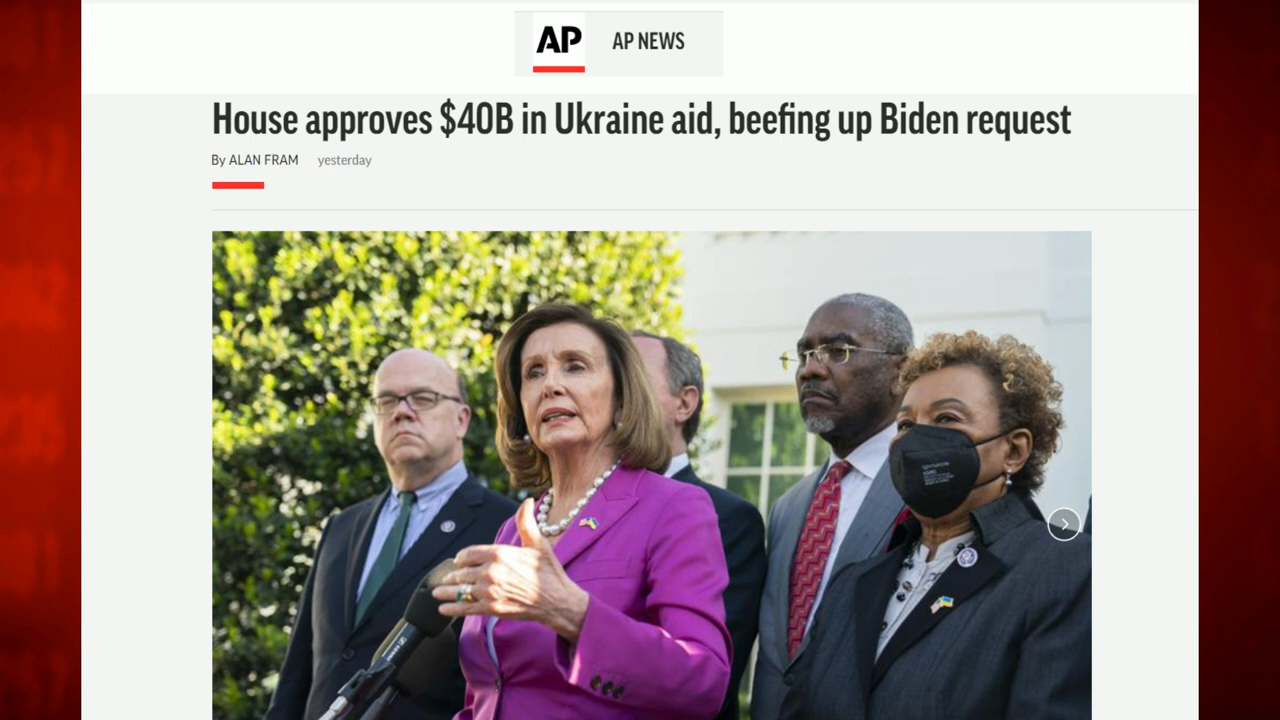 AP AP NEWS
House approves $40B in Ukraine aid, beefing up Biden request
By ALAN FRAM yesterday